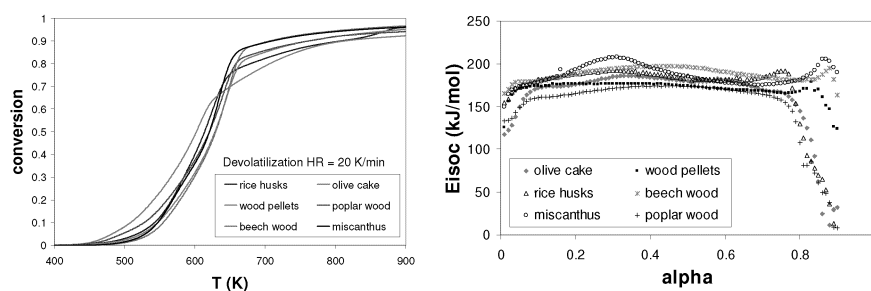 1
0.9
0.8
0.7
0.6
0.5
0.4
0.3
0.2
0.1
0
conversion
Devolatilization HR = 20 K/min
rice husks olive cake
wood pellets poplar wood
beech wood miscanthus
400 500 600 700 800 900
T (K)
250
200
150
100
50
0
Eisoc (kJ/mol)
olive cake wood pellets
rice husks beech wood
miscanthus poplar wood
0 0.2 0.4 0.6 0.8
alpha